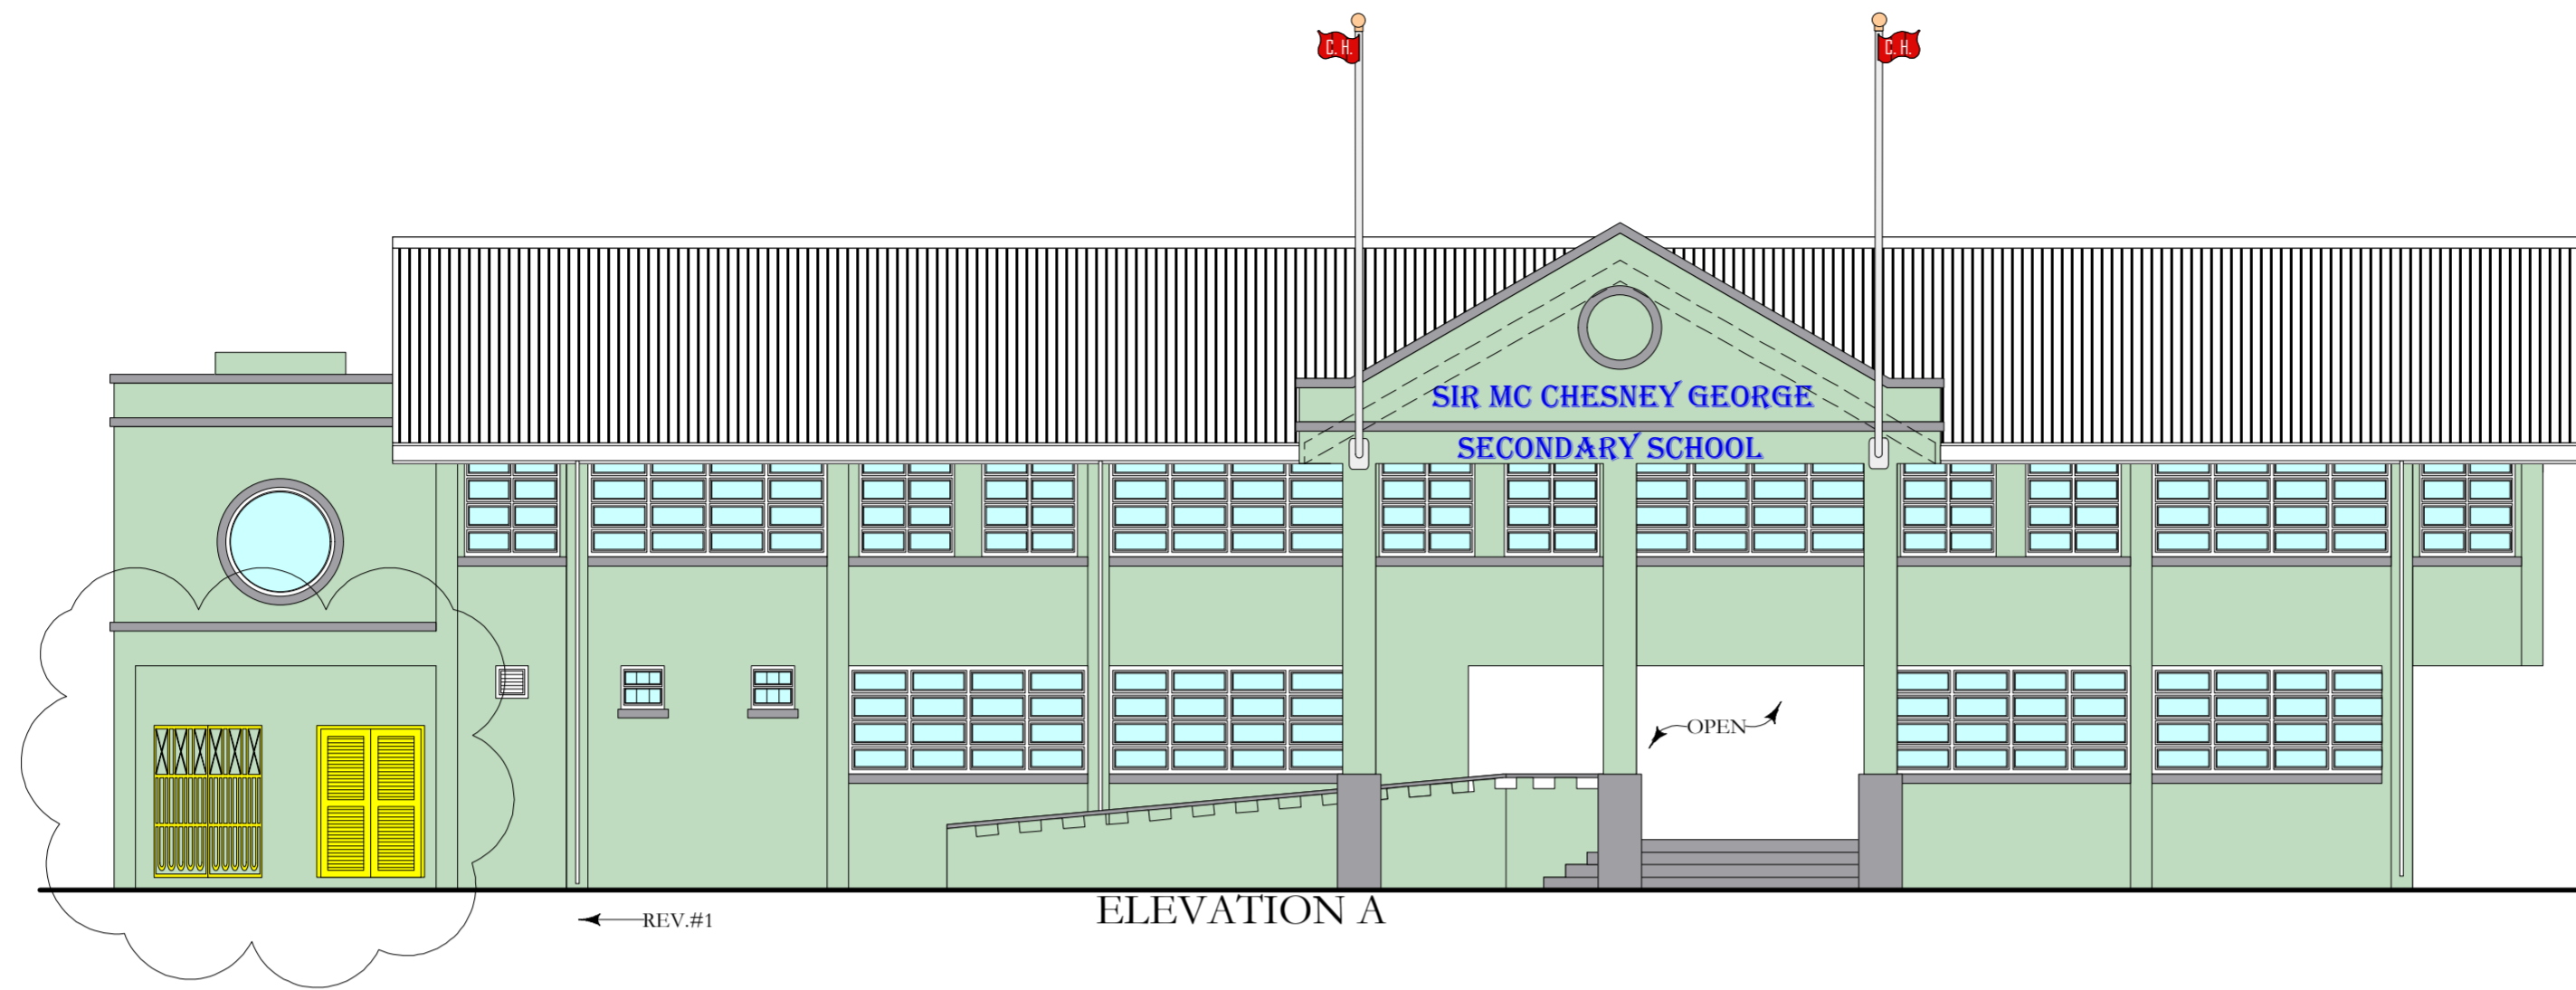 C. H.
C. H.
SIR MC CHESNEY GEORGE
SECONDARY SCHOOL
OPEN
ELEVATION A
REV.#1